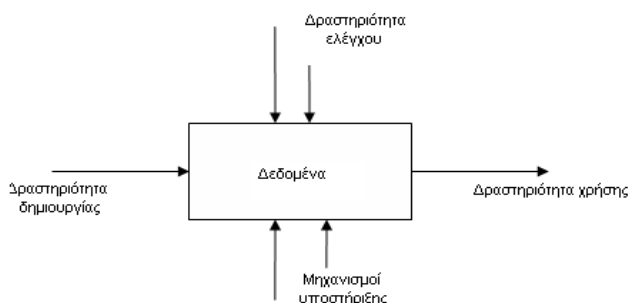 Δραστηριότητα
ελέγχου
Δεδομένα
Δραστηριότητα
δημιουργίας
Δραστηριότητα χρήσης
Μηχανισμοί
υποστήριξης